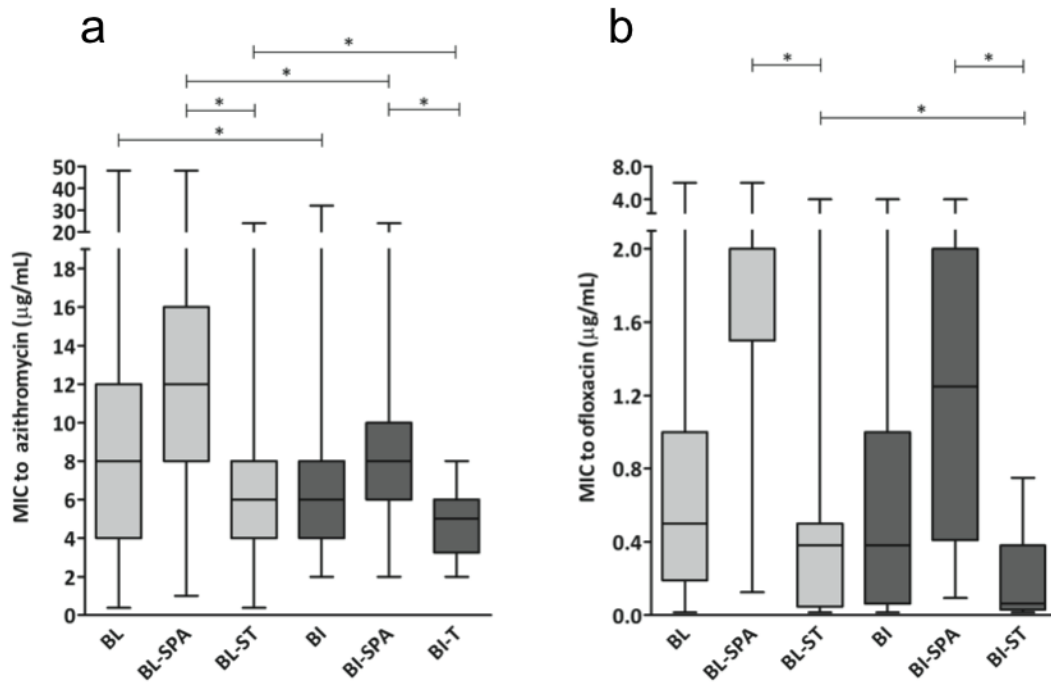 a
*
*
*
*
*
MIC to azithromycin (μg/mL)
50
40
30
20
18
16
14
12
10
8
6
4
2
0
BL
BL-SPA
BL-ST
BI
BI-SPA
BI-T
b
*
*
*
MIC to ofloxacin (μg/mL)
8.0
4.0
2.0
1.6
1.2
0.8
0.4
0.0
BL
BL-SPA
BL-ST
BI
BI-SPA
BI-ST